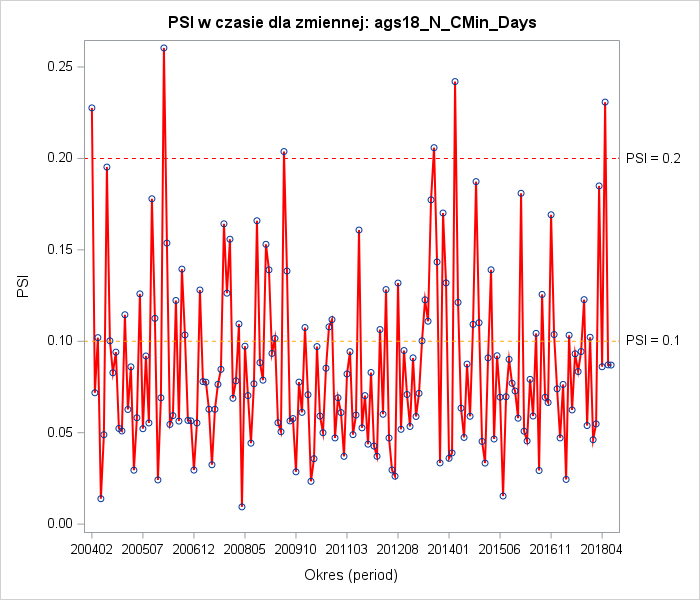 PSI w czasie dla zmiennej: ags18_N_CMin_Days
0.25
0.20
PSI = 0.2
0.15
PSI
0.10
PSI = 0.1
0.05
0.00
200402 200507 200612 200805 200910 201103 201208 201401 201506 201611 201804
Okres (period)